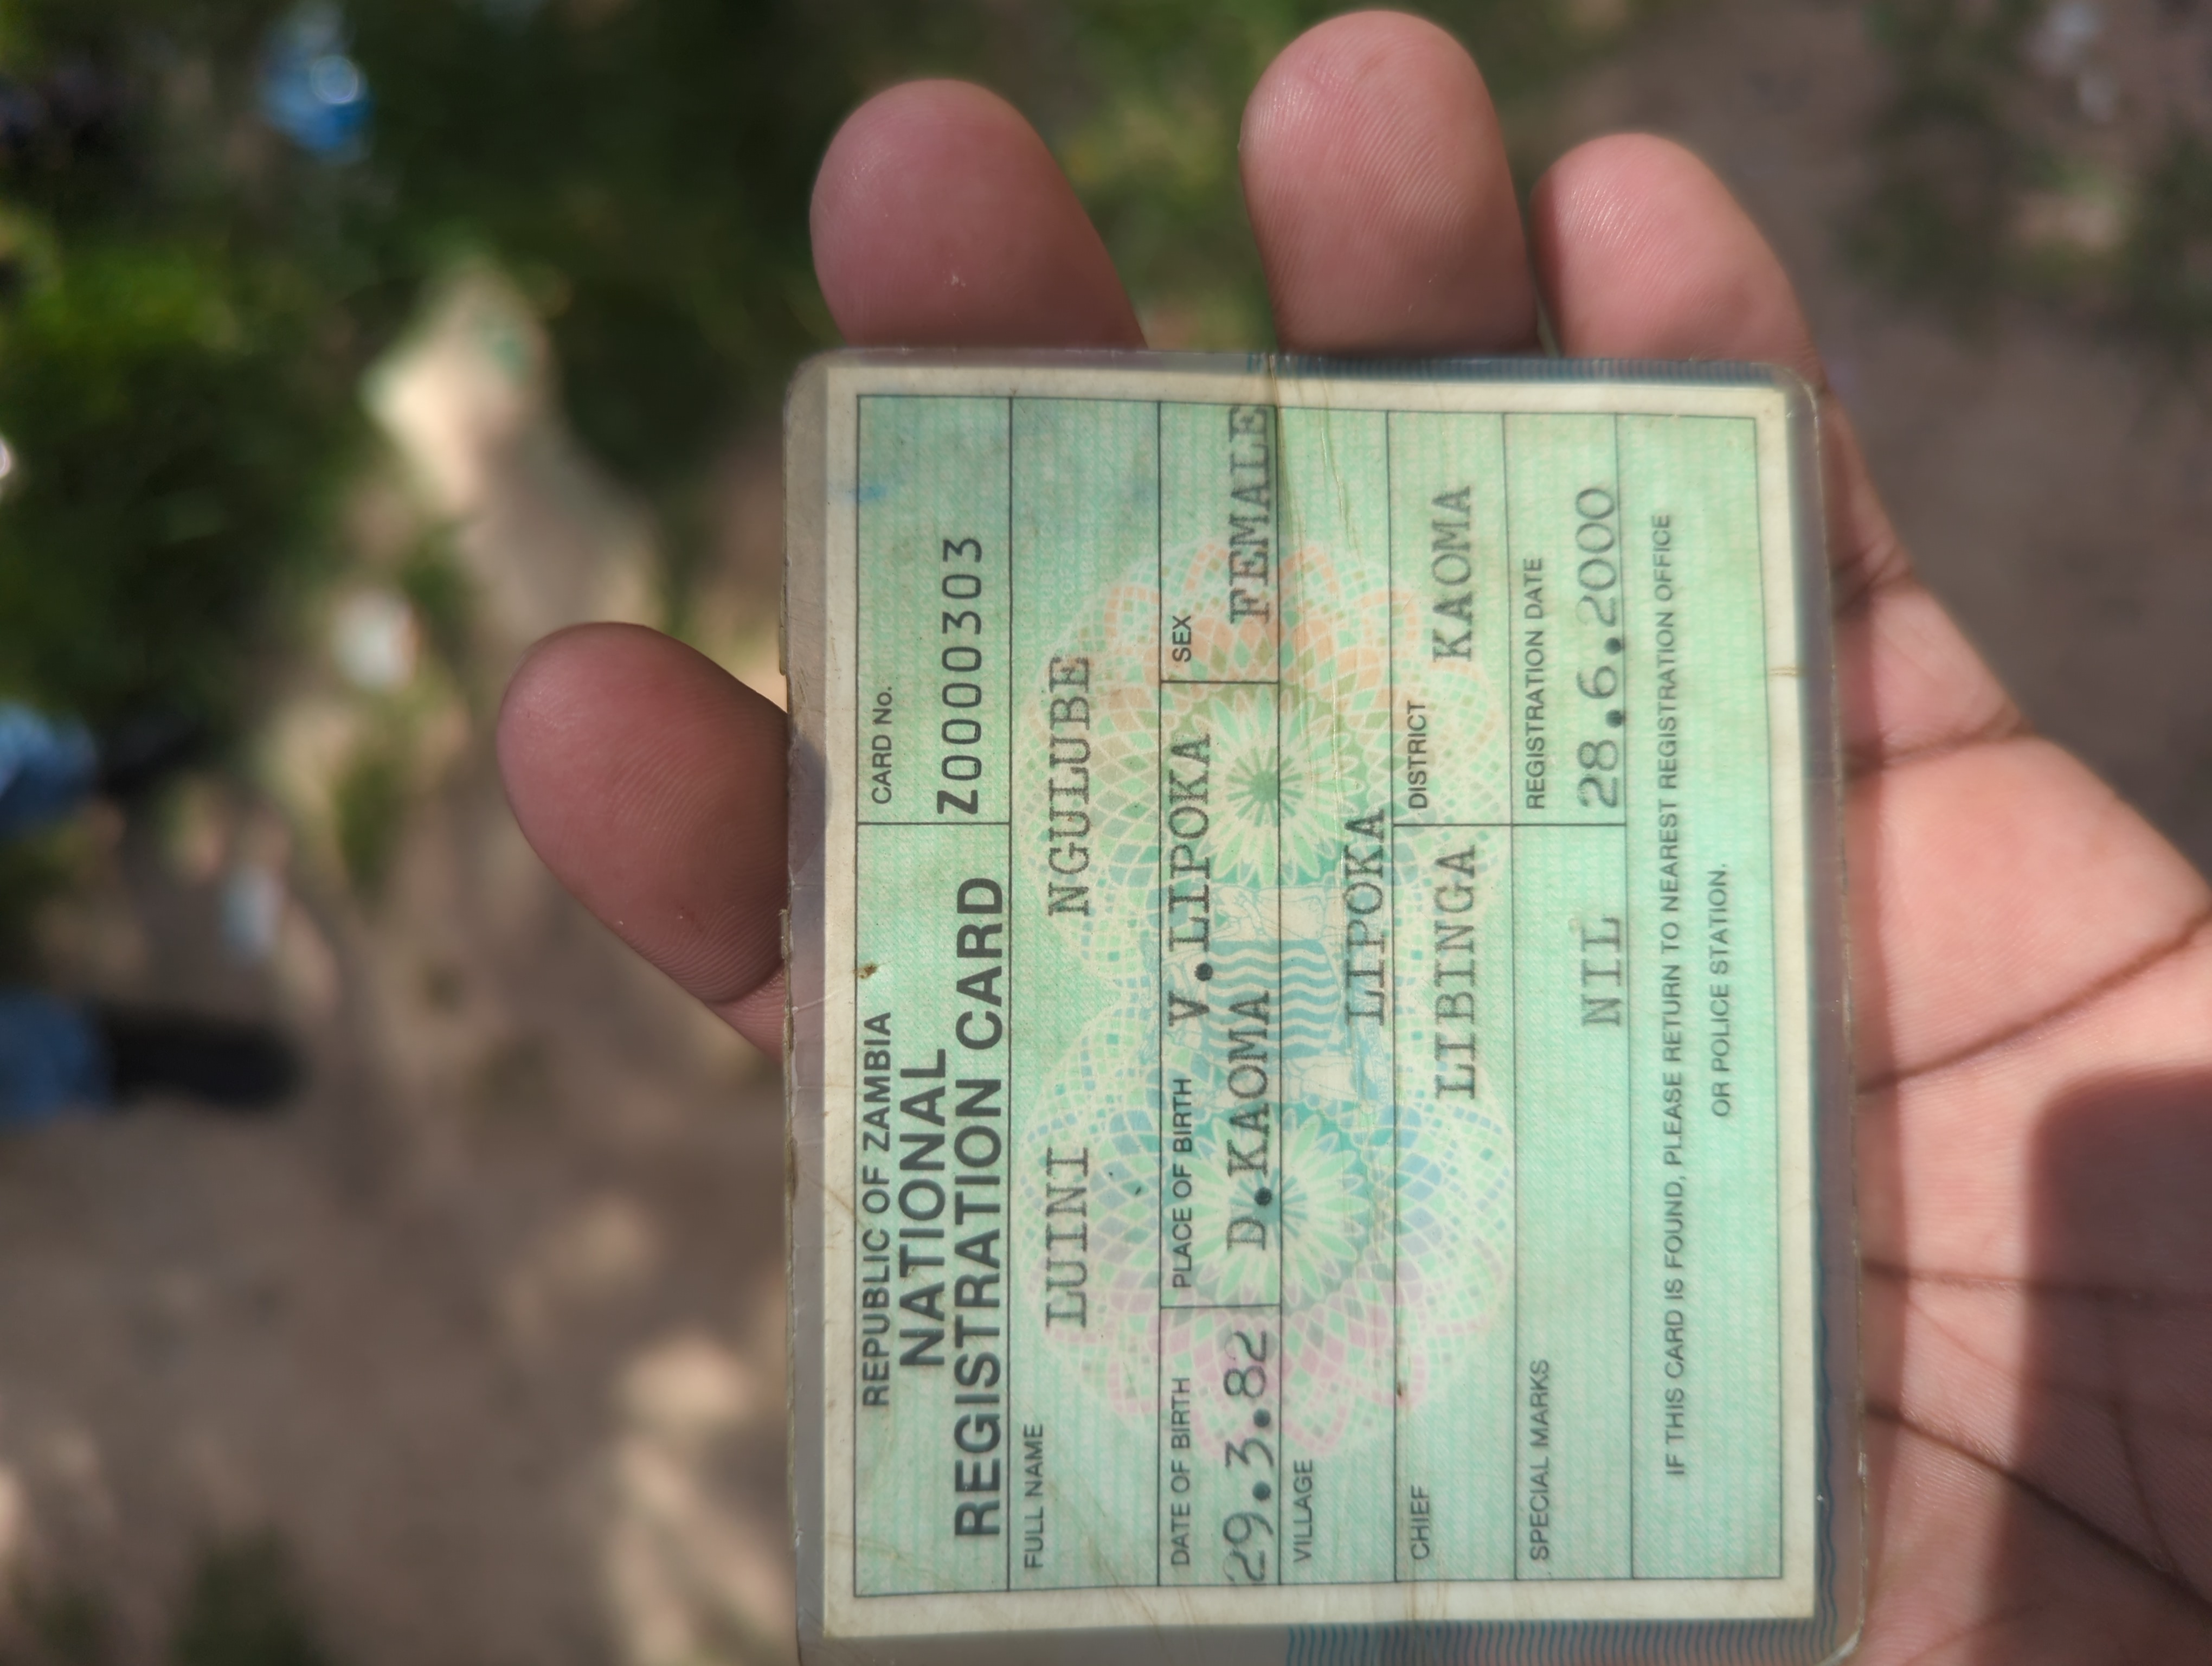 REPUBLIC OF ZAMBIA
NATIONAL
REGISTRATION CARD
CARD No.
Z0000303
FULL NAME
LUINI NGULUBE
DATE OF BIRTH
29.3.82
PLACE OF BIRTH
V.LIPOKA
D.KAOMA
SEX
FEMALE
VILLAGE
LIPOKA
CHIEF
LIBINGA
DISTRICT
KAOMA
SPECIAL MARKS
NIL
REGISTRATION DATE
28.6.2000
IF THIS CARD IS FOUND, PLEASE RETURN TO NEAREST REGISTRATION OFFICE
OR POLICE STATION.